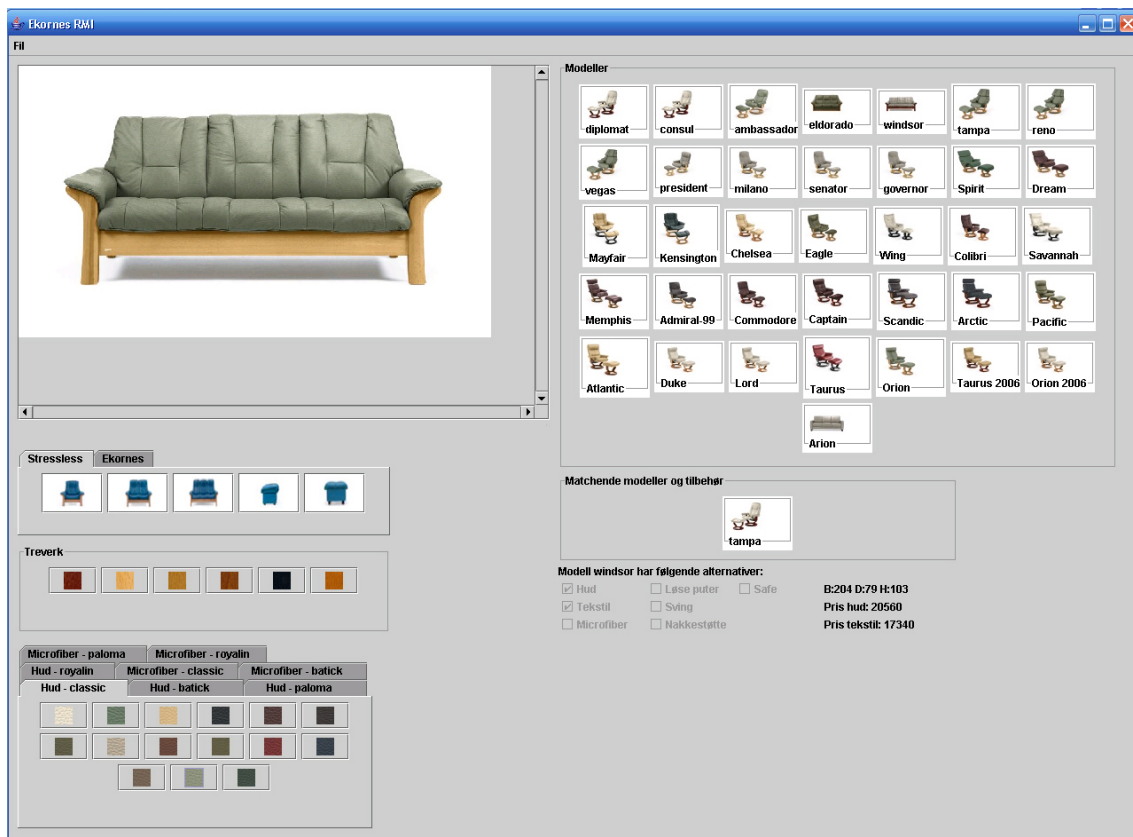 Ekornes RMI
Fil
Modeller
diplomat consul ambassador eldorado windsor tampa reno
vegas president milano senator governor Spirit Dream
Mayfair Kensington Chelsea Eagle Wing Colibri Savannah
Memphis Admiral-99 Commodore Captain Scandic Arctic Pacific
Atlantic Duke Lord Taurus Orion Taurus 2006 Orion 2006
Arion
Stressless Ekornes
Matchende modeller og tilbehør
tampa
Treverk
Modell windsor har følgende alternativer:
Hud Løse puter Safe B:204 D:79 H:103
Tekstil Sving Pris hud: 20560
Microfiber Nakkestøtte Pris tekstil: 17340
Microfiber - paloma Microfiber - royalin
Hud - royalin Microfiber - classic Microfiber - batick
Hud - classic Hud - batick Hud - paloma